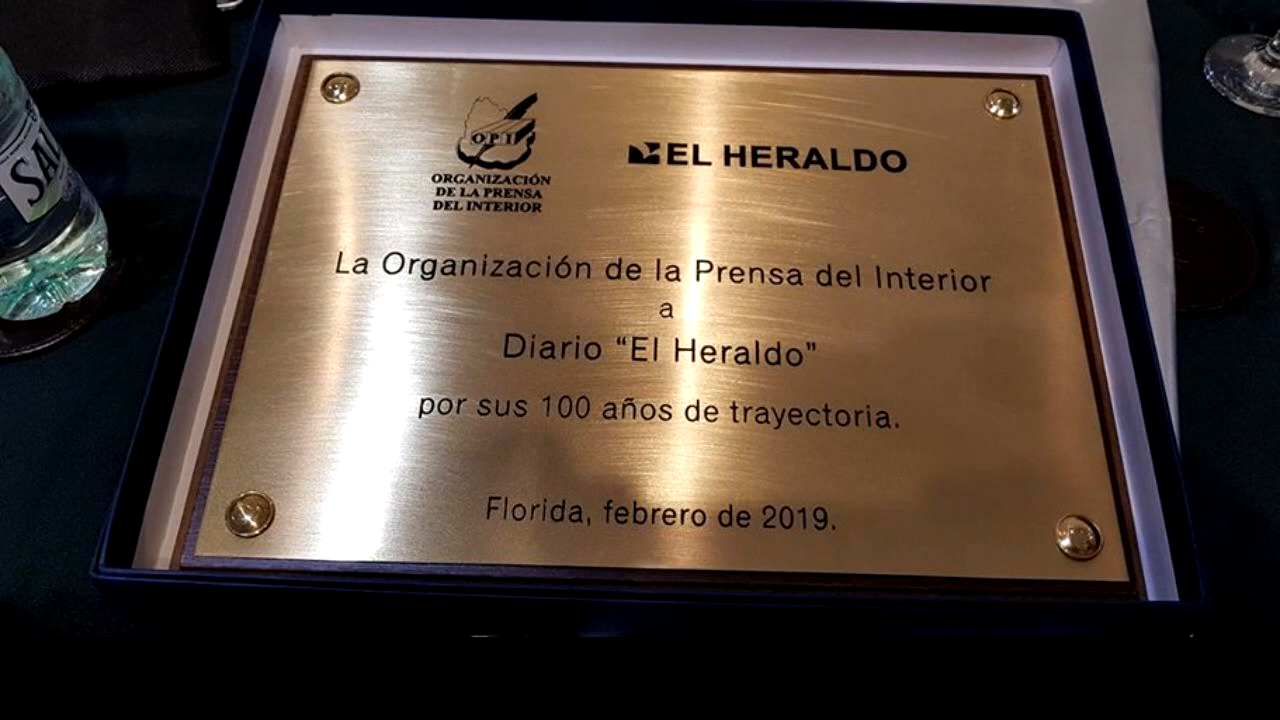 OPI
ORGANIZACIÓN
DE LA PRENSA
DEL INTERIOR
EL HERALDO
La Organización de la Prensa del Interior
a
Diario “El Heraldo”
por sus 100 años de trayectoria.
Florida, febrero de 2019.